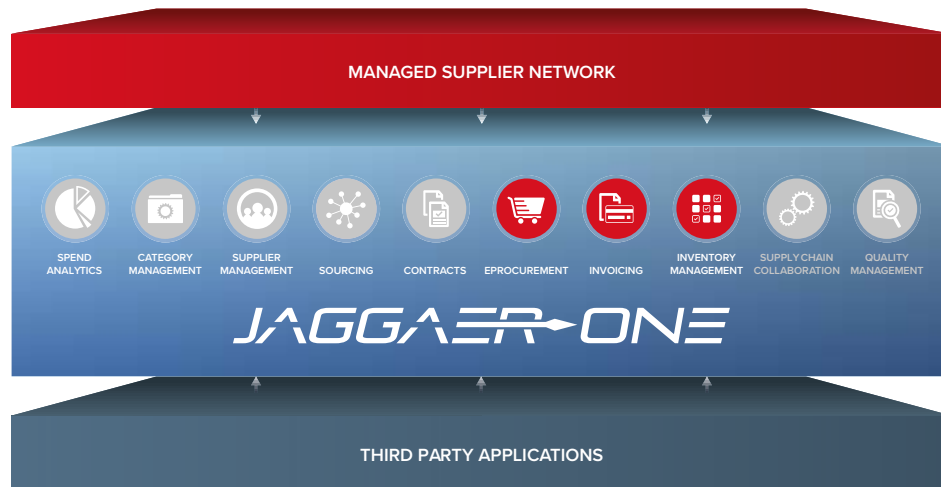 MANAGED SUPPLIER NETWORK
SPEND
ANALYTICS
CATEGORY
MANAGEMENT
SUPPLIER
MANAGEMENT
SOURCING
CONTRACTS
EPROCUREMENT
INVOICING
INVENTORY
MANAGEMENT
SUPPLY CHAIN
COLLABORATION
QUALITY
MANAGEMENT
JAGGAER ONE
THIRD PARTY APPLICATIONS